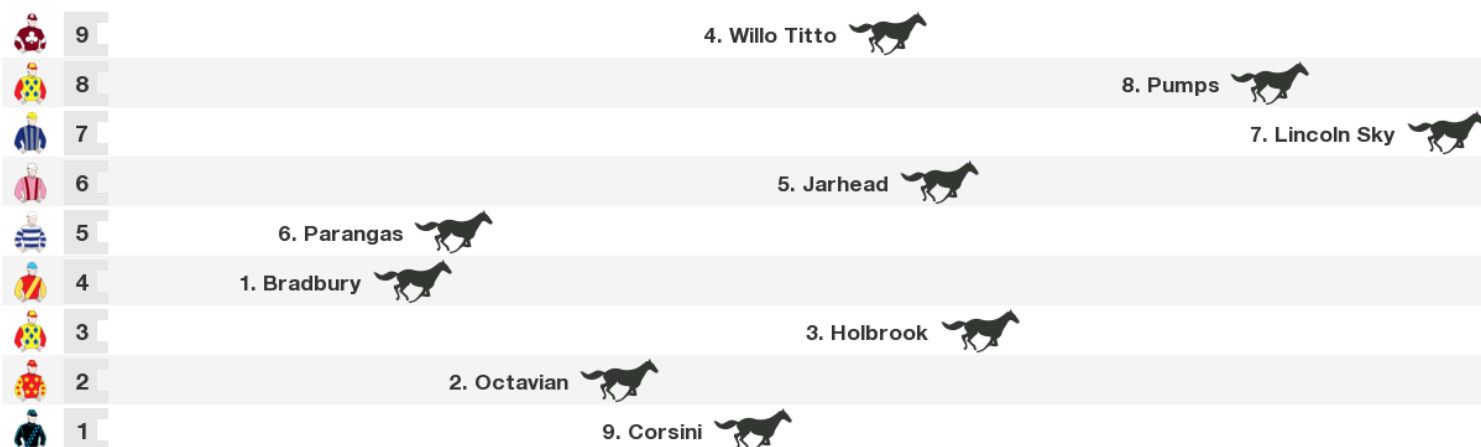 9 4. Willo Titto
8 8. Pumps
7 7. Lincoln Sky
6 5. Jarhead
5 6. Parangas
4 1. Bradbury
3 3. Holbrook
2 2. Octavian
1 9. Corsini